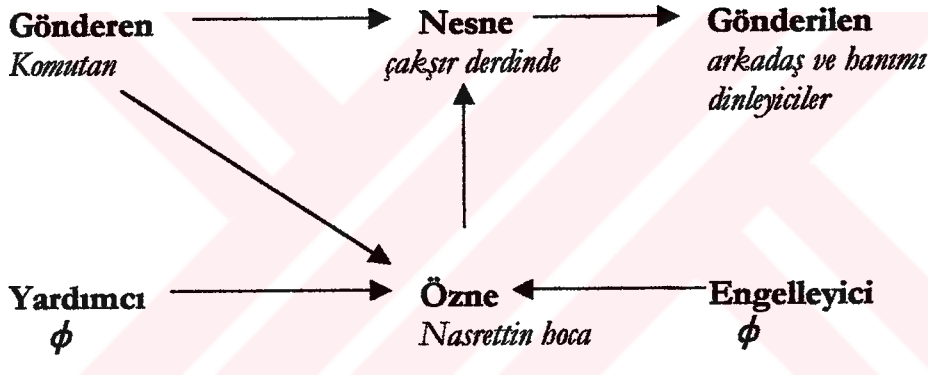 Gönderen
Komutan
Nesne
çakşır derdinde
Gönderilen
arkadaş ve hanımı
dinleyiciler
Yardımcı
ϕ
Özne
Nasrettin hoca
Engelleyici
ϕ